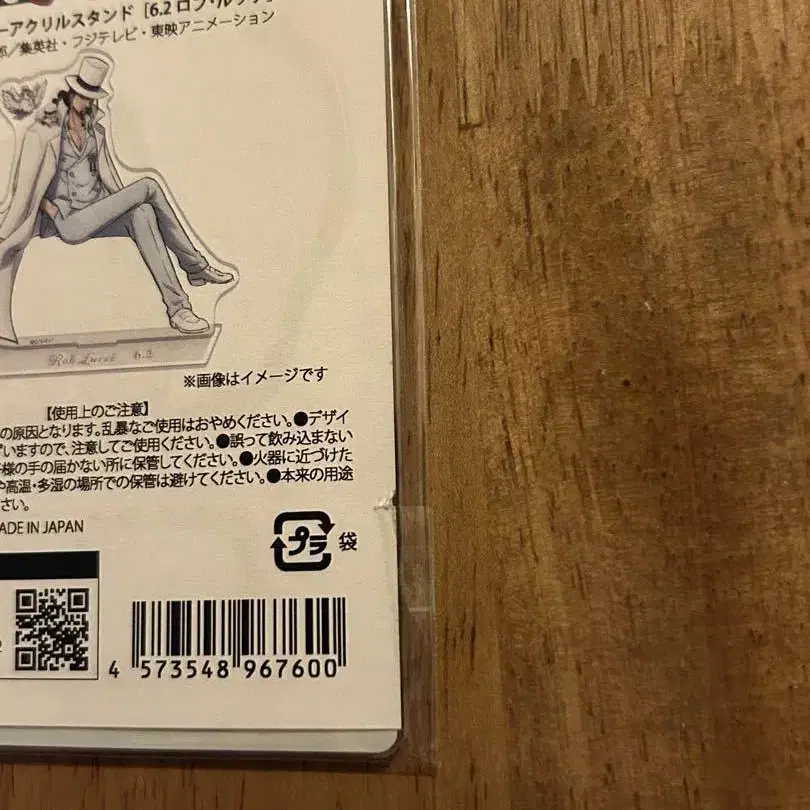 ーアクリルスタンド [6.2 ロブ・ルッチ]
郎/集英社・フジテレビ・東映アニメーション
Rob Lucci 6.2
※画像はイメージです
【使用上のご注意】
の原因となります。乱暴なご使用はおやめください。●デザイ
いますので、注意してご使用ください。●誤って飲み込まない
様の手の届かない所に保管してください。●火器に近づけた
や高温・多湿の場所での保管は避けてください。●本来の用途
さい。
ADE IN JAPAN
プラ 袋
4 573548 967600